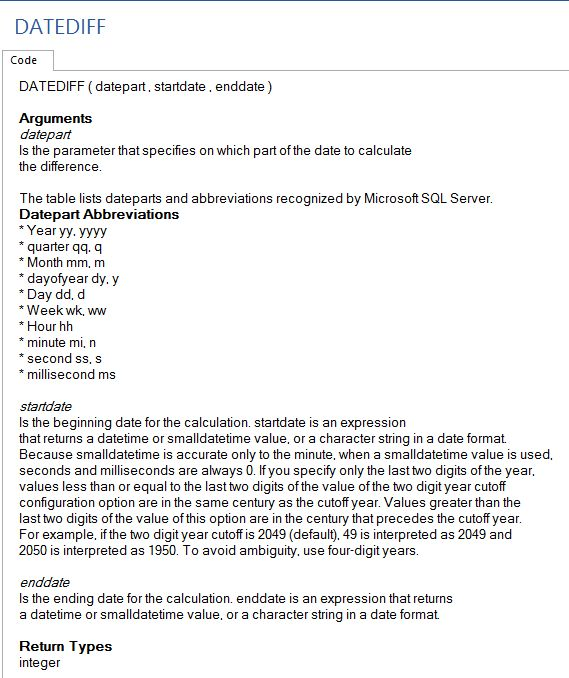 DATEDIFF
Code
DATEDIFF ( datepart , startdate , enddate )
Arguments
datepart
Is the parameter that specifies on which part of the date to calculate
the difference.
The table lists dateparts and abbreviations recognized by Microsoft SQL Server.
Datepart Abbreviations
* Year yy, yyyy
* quarter qq, q
* Month mm, m
* dayofyear dy, y
* Day dd, d
* Week wk, ww
* Hour hh
* minute mi, n
* second ss, s
* millisecond ms
startdate
Is the beginning date for the calculation. startdate is an expression
that returns a datetime or smalldatetime value, or a character string in a date format.
Because smalldatetime is accurate only to the minute, when a smalldatetime value is used,
seconds and milliseconds are always 0. If you specify only the last two digits of the year,
values less than or equal to the last two digits of the value of the two digit year cutoff
configuration option are in the same century as the cutoff year. Values greater than the
last two digits of the value of this option are in the century that precedes the cutoff year.
For example, if the two digit year cutoff is 2049 (default), 49 is interpreted as 2049 and
2050 is interpreted as 1950. To avoid ambiguity, use four-digit years.
enddate
Is the ending date for the calculation. enddate is an expression that returns
a datetime or smalldatetime value, or a character string in a date format.
Return Types
integer